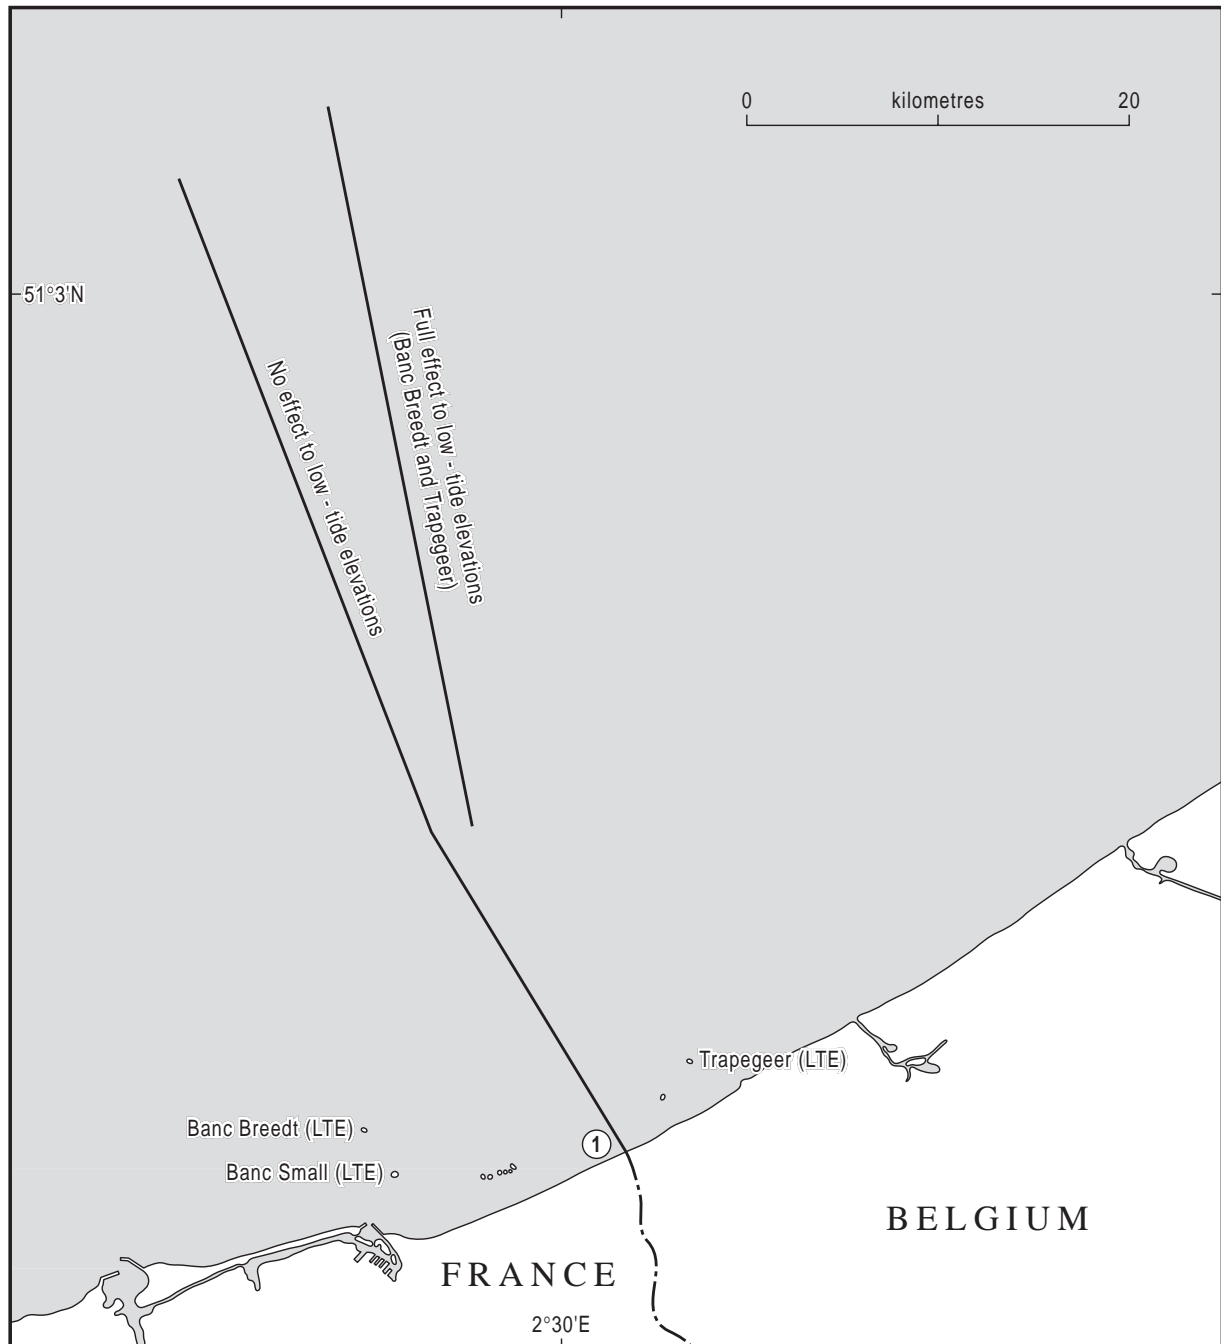 0 kilometres 20
51°3'N
No effect to low - tide elevations
Full effect to low - tide elevations
(Banc Breedt and Trapegeer)
Trapegeer (LTE)
Banc Breedt (LTE)
1
Banc Small (LTE)
BELGIUM
FRANCE
2°30'E